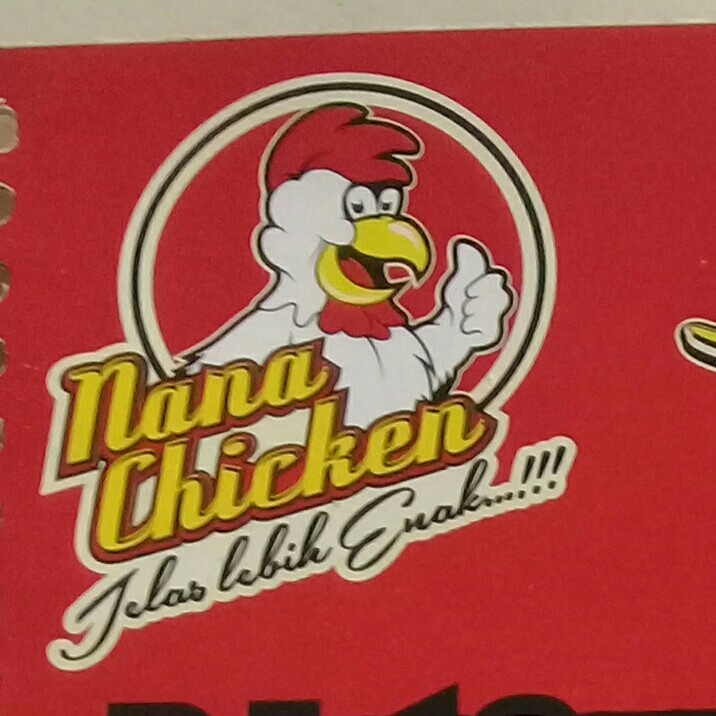 Nana
Chicken
Jelas lebih Enak....!!!